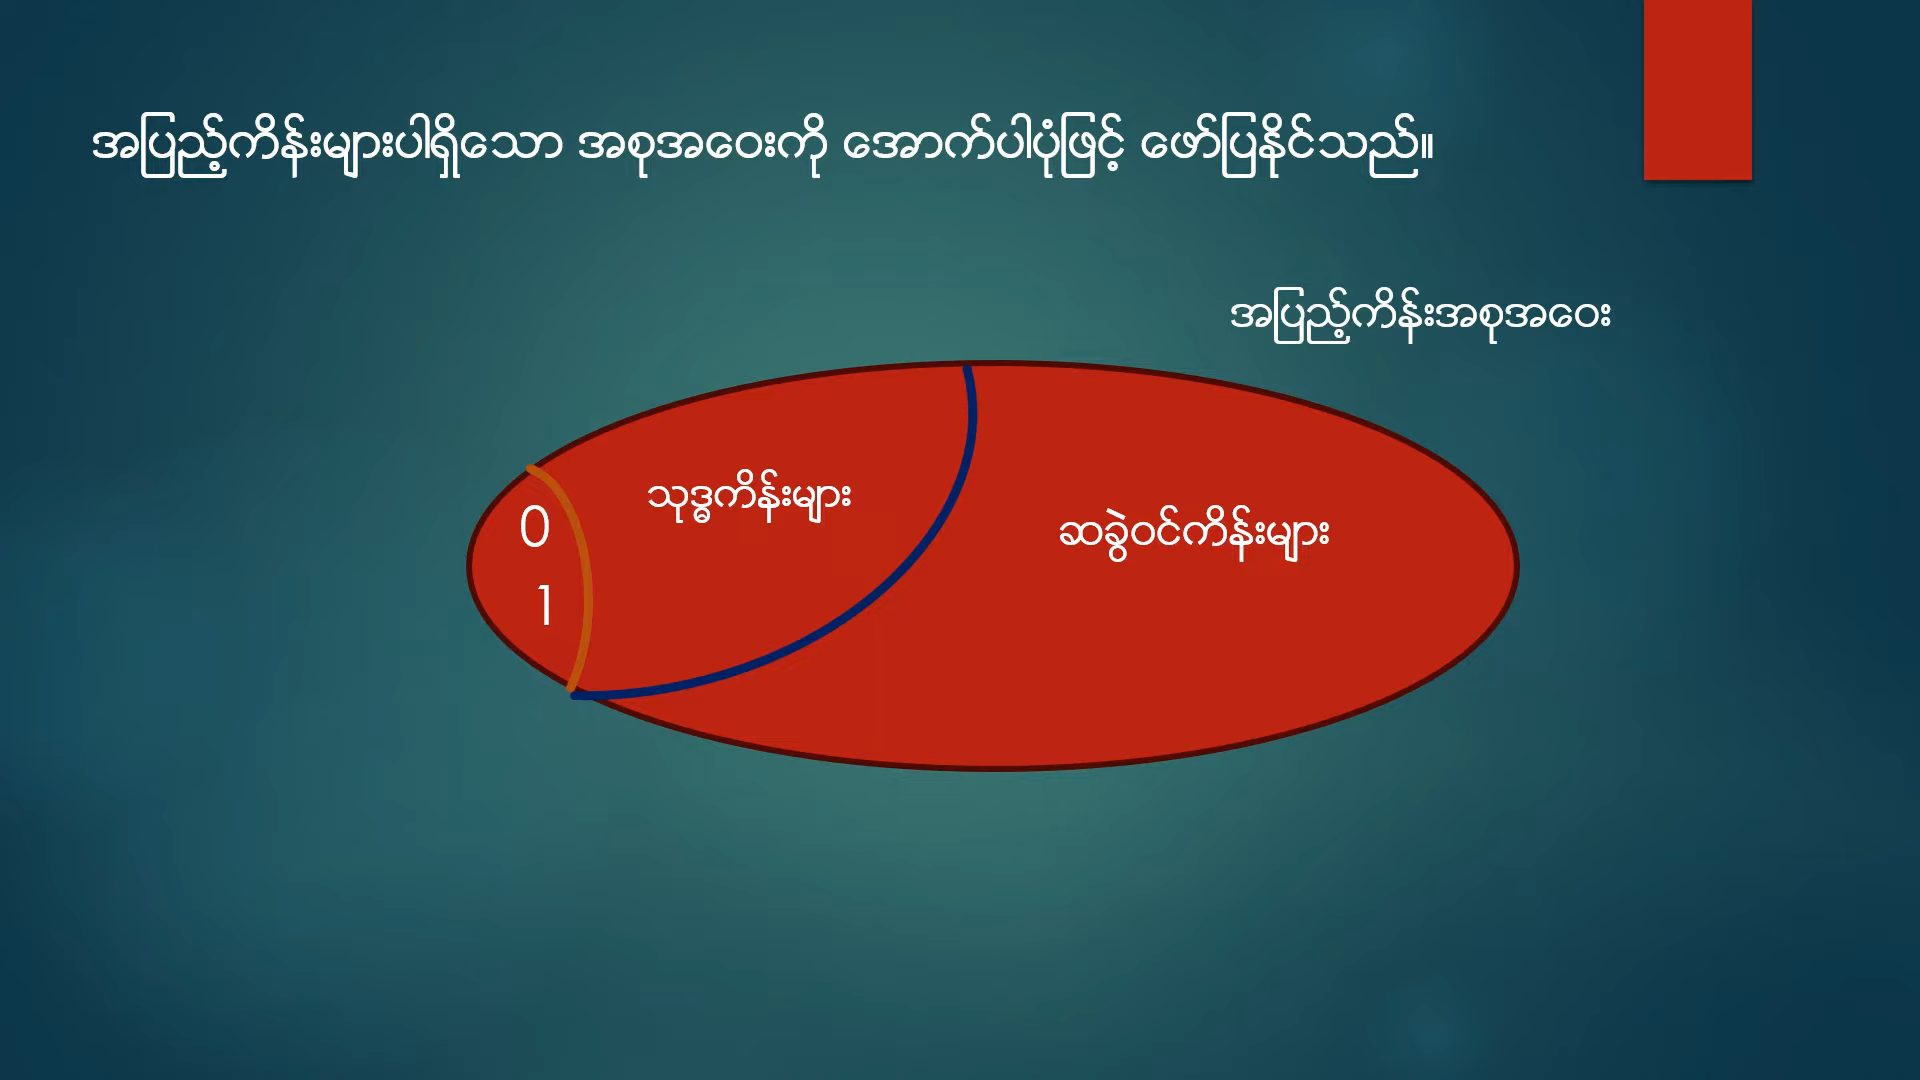 အပြည့်ကိန်းများပါရှိသော အစုအဝေးကို အောက်ပါပုံဖြင့် ဖော်ပြနိုင်သည်။
အပြည့်ကိန်းအစုအဝေး
သုဒ္ဓကိန်းများ
ဆခွဲဝင်ကိန်းများ
0
1